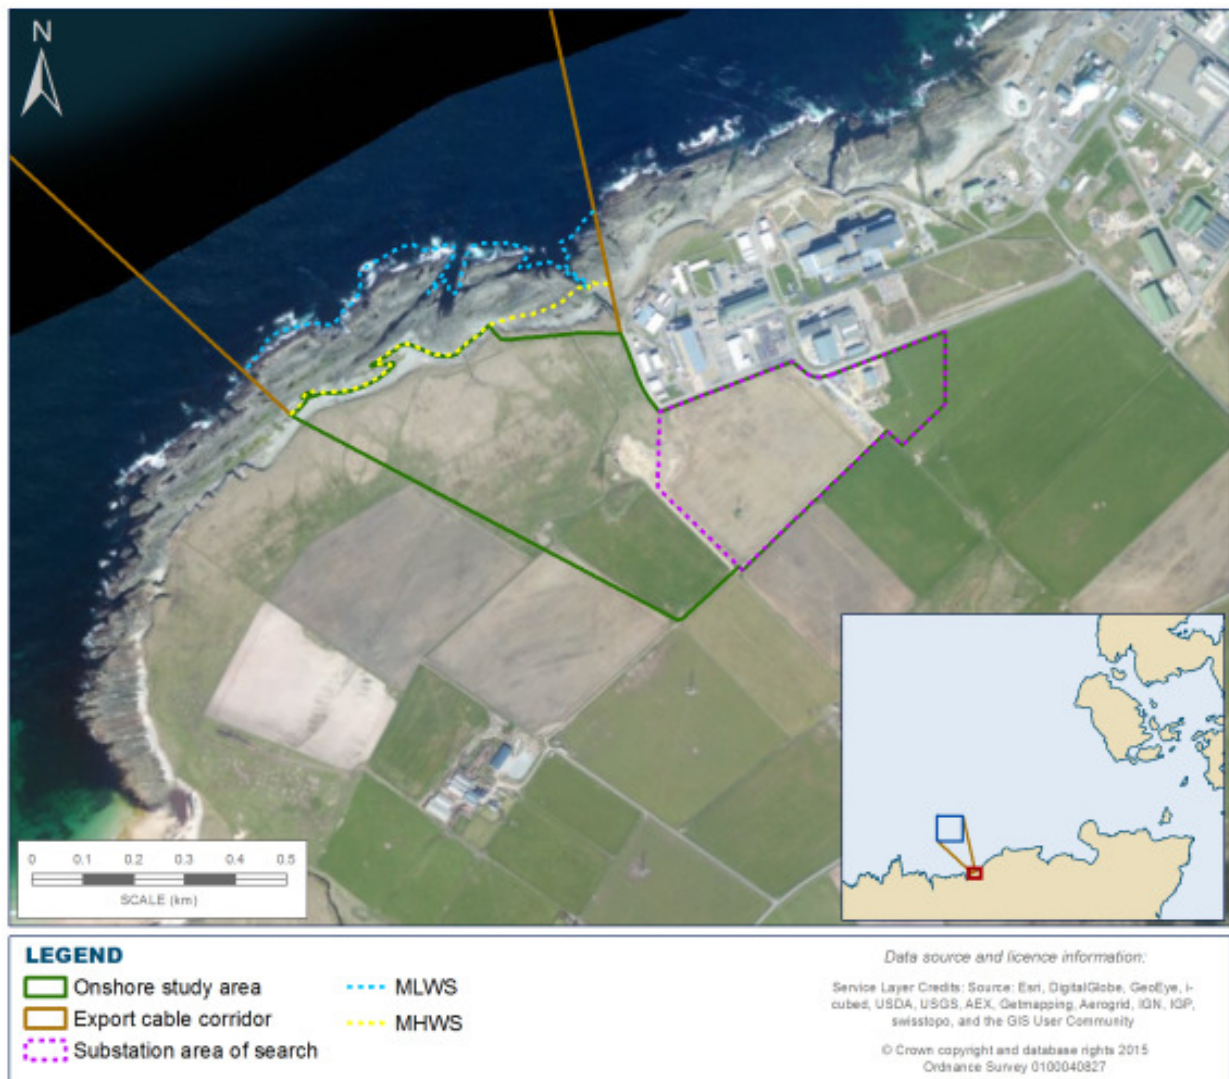 N
0 0.1 0.2 0.3 0.4 0.5
SCALE (km)
LEGEND
Onshore study area
Export cable corridor
Substation area of search
MLWS
MHWS
Data source and licence information:
Service Layer Credits: Source: Esri, DigitalGlobe, GeoEye, i-
cubed, USDA, USGS, AEX, Getmapping, Aerogrid, IGN, IGP,
swisstopo, and the GIS User Community
© Crown copyright and database rights 2015
Ordnance Survey 0100040827